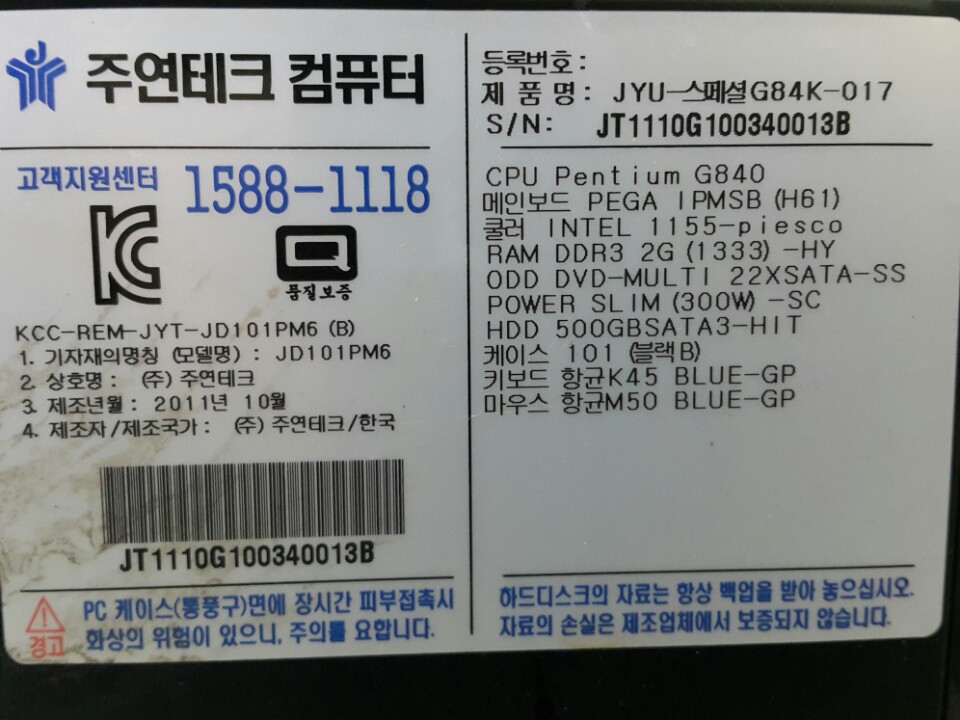 주연테크 컴퓨터
고객지원센터 1588-1118
품질보증
KCC-REM-JYT-JD101PM6 (B)
1. 기자재의명칭 (모델명) : JD101PM6
2. 상호명 : (주) 주연테크
3. 제조년월 : 2011년 10월
4. 제조자/제조국가 : (주) 주연테크/한국
JT1110G100340013B
경고
PC 케이스(통풍구)면에 장시간 피부접촉시
화상의 위험이 있으니, 주의를 요합니다.
등록번호 :
제 품 명 : JYU-스페셜G84K-017
S/N: JT1110G100340013B
CPU Pentium G840
메인보드 PEGA IPMSB (H61)
쿨러 INTEL 1155-piesco
RAM DDR3 2G (1333) -HY
ODD DVD-MULTI 22XSATA-SS
POWER SLIM (300W) -SC
HDD 500GBSATA3-HIT
케이스 101 (블랙B)
키보드 항균K45 BLUE-GP
마우스 항균M50 BLUE-GP
하드디스크의 자료는 항상 백업을 받아 놓으십시오.
자료의 손실은 제조업체에서 보증되지 않습니다.